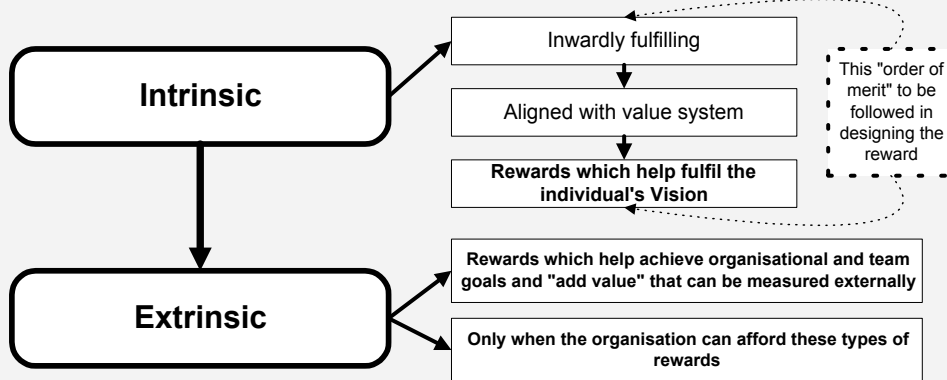 Intrinsic
Inwardly fulfilling
Aligned with value system
Rewards which help fulfil the
individual's Vision
This "order of
merit" to be
followed in
designing the
reward
Extrinsic
Rewards which help achieve organisational and team
goals and "add value" that can be measured externally
Only when the organisation can afford these types of
rewards